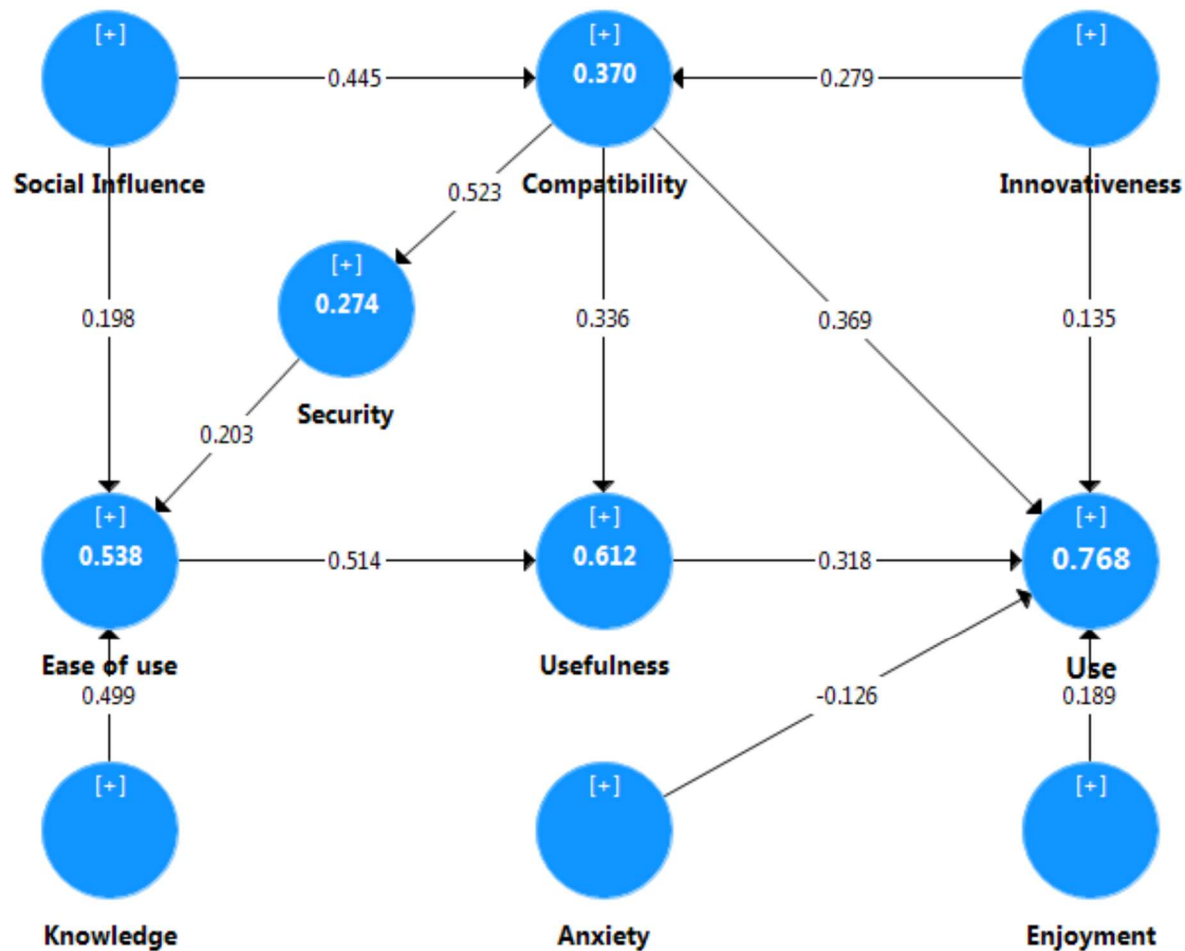 [+]
[+]
0.370
[+]
0.445
0.279
Social Influence
Compatibility
Innovativeness
0.523
[+]
0.274
0.198
0.336
0.369
0.135
Security
0.203
[+]
0.538
[+]
0.612
[+]
0.768
0.514
0.318
Ease of use
Usefulness
Use
0.499
-0.126
0.189
[+]
[+]
[+]
Knowledge
Anxiety
Enjoyment